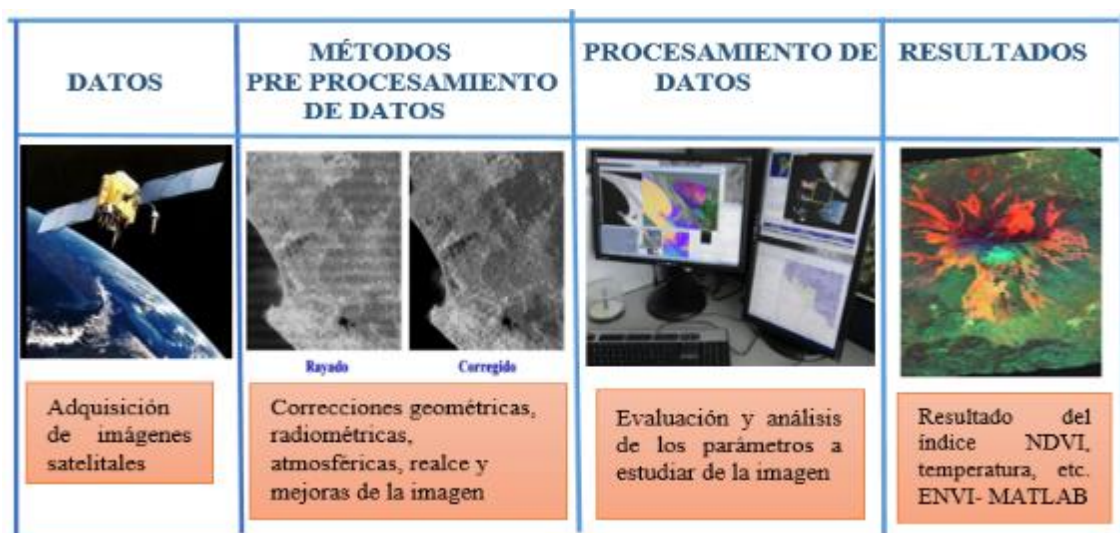 DATOS
MÉTODOS
PRE PROCESAMIENTO
DE DATOS
PROCESAMIENTO DE
DATOS
RESULTADOS
Rayado
Corregido
Adquisición
de imágenes
satelitales
Correcciones geométricas,
radiométricas,
atmosféricas, realce y
mejoras de la imagen
Evaluación y análisis
de los parámetros a
estudiar de la imagen
Resultado del
índice NDVI,
temperatura, etc.
ENVI- MATLAB